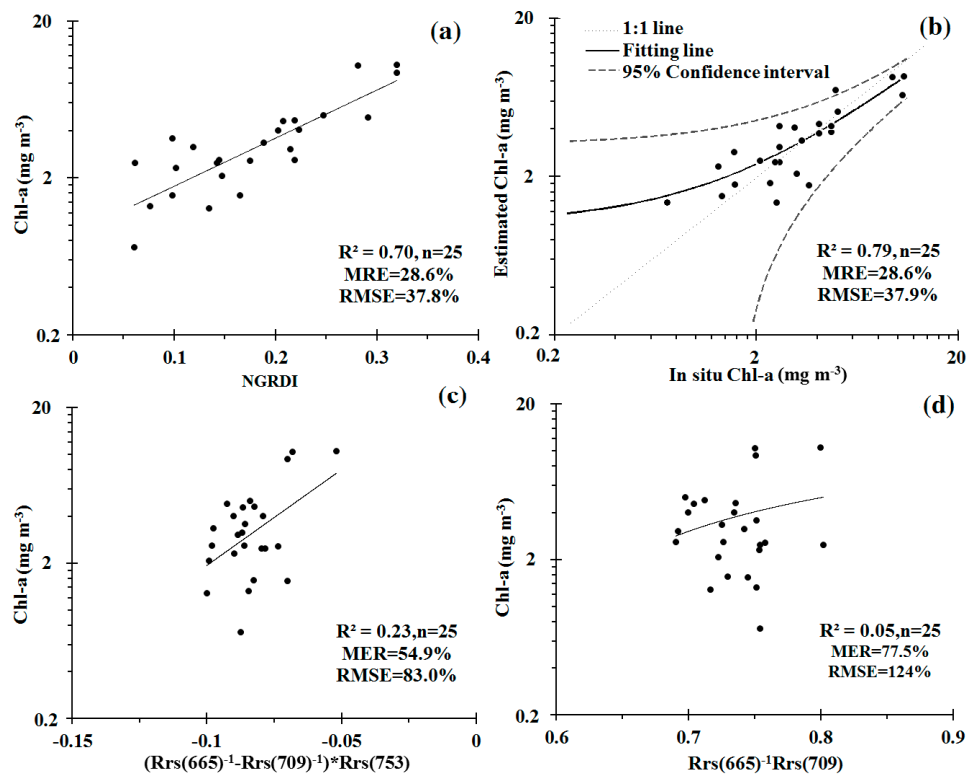 (a)
20
2
0.2
Chl-a (mg m⁻³)
R² = 0.70, n=25
MRE=28.6%
RMSE=37.8%
0
0.1
0.2
0.3
0.4
NGRDI
(b)
20
2
0.2
Estimated Chl-a (mg m⁻³)
1:1 line
Fitting line
95% Confidence interval
R² = 0.79, n=25
MRE=28.6%
RMSE=37.9%
0.2
2
20
In situ Chl-a (mg m⁻³)
(c)
20
2
0.2
Chl-a (mg m⁻³)
R² = 0.23,n=25
MER=54.9%
RMSE=83.0%
-0.15
-0.1
-0.05
0
(Rrs(665)⁻¹-Rrs(709)⁻¹)*Rrs(753)
(d)
20
2
0.2
Chl-a (mg m⁻³)
R² = 0.05,n=25
MER=77.5%
RMSE=124%
0.6
0.7
0.8
0.9
Rrs(665)⁻¹Rrs(709)